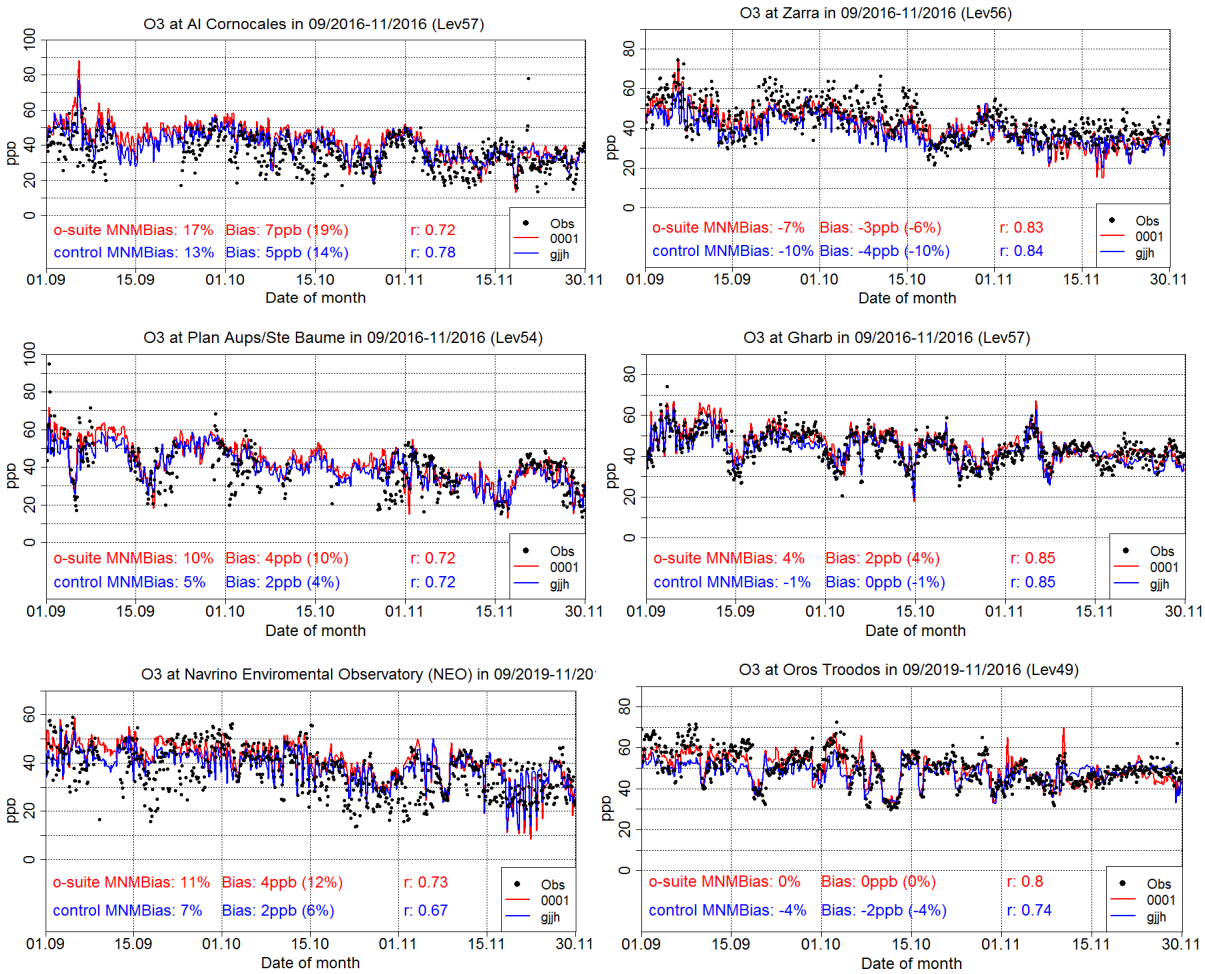 O3 at Al Cornocales in 09/2016-11/2016 (Lev57)
100
80
60
40
20
0
ppb
o-suite MNMBias: 17% Bias: 7ppb (19%) r: 0.72
control MNMBias: 13% Bias: 5ppb (14%) r: 0.78
Obs
0001
gjjh
01.09 15.09 01.10 15.10 01.11 15.11 30.11
Date of month
O3 at Zarra in 09/2016-11/2016 (Lev56)
80
60
40
20
0
ppb
o-suite MNMBias: -7% Bias: -3ppb (-6%) r: 0.83
control MNMBias: -10% Bias: -4ppb (-10%) r: 0.84
Obs
0001
gjjh
01.09 15.09 01.10 15.10 01.11 15.11 30.11
Date of month
O3 at Plan Aups/Ste Baume in 09/2016-11/2016 (Lev54)
100
80
60
40
20
0
ppb
o-suite MNMBias: 10% Bias: 4ppb (10%) r: 0.72
control MNMBias: 5% Bias: 2ppb (4%) r: 0.72
Obs
0001
gjjh
01.09 15.09 01.10 15.10 01.11 15.11 30.11
Date of month
O3 at Gharb in 09/2016-11/2016 (Lev57)
80
60
40
20
0
ppb
o-suite MNMBias: 4% Bias: 2ppb (4%) r: 0.85
control MNMBias: -1% Bias: 0ppb (-1%) r: 0.85
Obs
0001
gjjh
01.09 15.09 01.10 15.10 01.11 15.11 30.11
Date of month
O3 at Navrino Enviromental Observatory (NEO) in 09/2019-11/20
60
40
20
0
ppb
o-suite MNMBias: 11% Bias: 4ppb (12%) r: 0.73
control MNMBias: 7% Bias: 2ppb (6%) r: 0.67
Obs
0001
gjjh
01.09 15.09 01.10 15.10 01.11 15.11 30.11
Date of month
O3 at Oros Troodos in 09/2019-11/2016 (Lev49)
80
60
40
20
0
ppb
o-suite MNMBias: 0% Bias: 0ppb (0%) r: 0.8
control MNMBias: -4% Bias: -2ppb (-4%) r: 0.74
Obs
0001
gjjh
01.09 15.09 01.10 15.10 01.11 15.11 30.11
Date of month